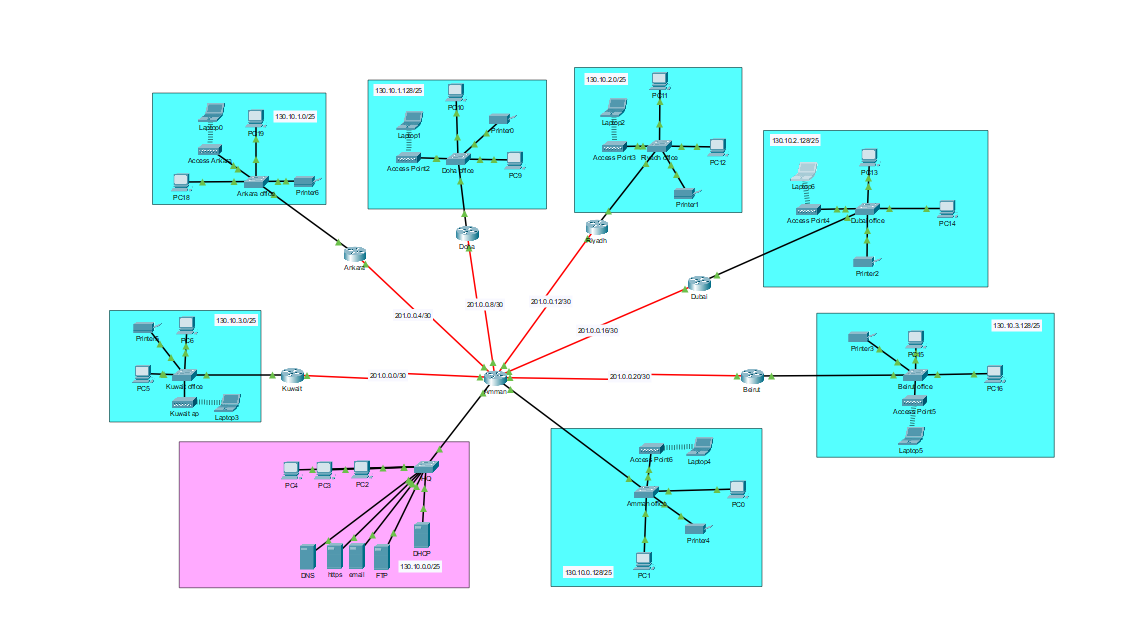 130.10.2.0/25
PC11
Laptop2
Access Point3
Riyadh office
PC12
Printer1
Riyadh
130.10.1.128/25
PC10
Laptop1
Printer0
Access Point2
Doha office
PC9
Doha
130.10.1.0/25
Laptop0
PC19
Access Ankara
PC18
Ankara office
Printer6
Ankara
130.10.2.128/25
PC13
Laptop6
Access Point4
Dubai office
PC14
Printer2
Dubai
201.0.0.4/30
201.0.0.8/30
201.0.0.12/30
201.0.0.16/30
130.10.3.0/25
PC6
PC5
Kuwait office
Kuwait ap
Laptop3
Kuwait
201.0.0.0/30
Amman
201.0.0.20/30
Beirut
130.10.3.128/25
Printer3
PC15
Beirut office
PC16
Access Point5
Laptop5
HQ
PC4
PC3
PC2
DHCP
DNS
https
email
FTP
130.10.0.0/25
Access Point6
Laptop4
Amman office
PC0
Printer4
PC1
130.10.0.128/25